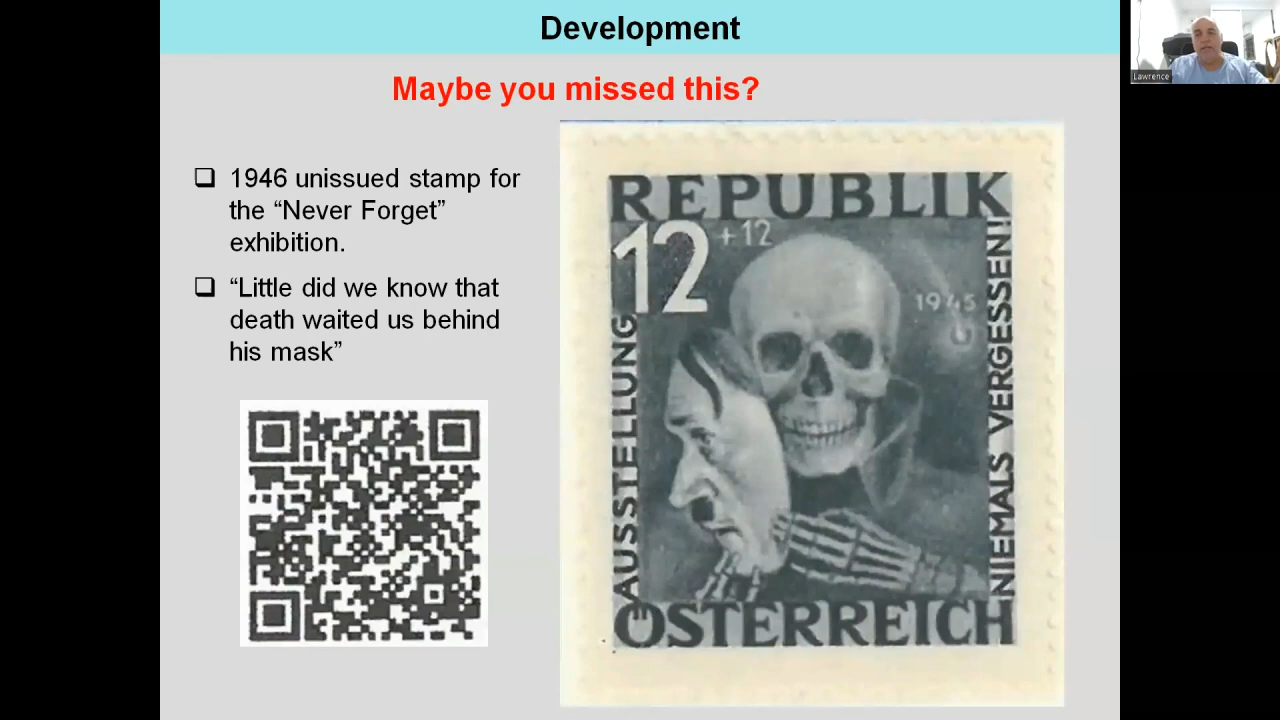 Development
Maybe you missed this?
❑ 1946 unissued stamp for
the “Never Forget”
exhibition.
❑ “Little did we know that
death waited us behind
his mask”
REPUBLIK
12 +12
1945
AUSSTELLUNG
NIEMALS VERGESSEN!
ÖSTERREICH
Lawrence